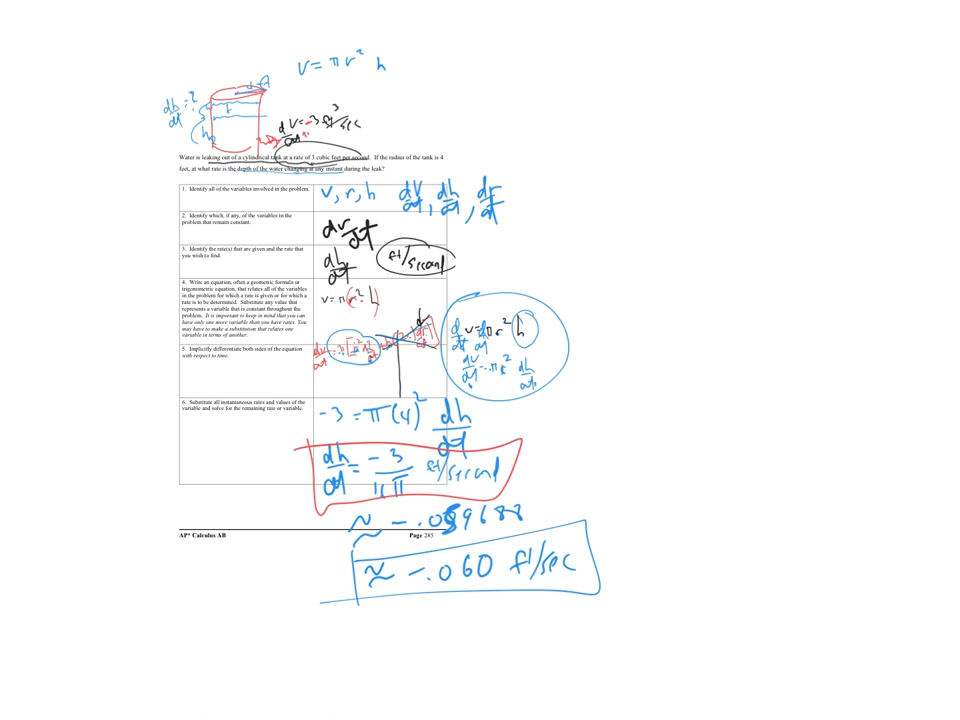 V = πr² h
dh/dt = ?
r
h
dV/dt = -3 ft³/sec
Water is leaking out of a cylindrical tank at a rate of 3 cubic feet per second. If the radius of the tank is 4
feet, at what rate is the depth of the water changing at any instant during the leak?
1. Identify all of the variables involved in the problem.
V, r, h dV/dt, dh/dt, dr/dt
2. Identify which, if any, of the variables in the
problem that remain constant.
dV/dt
3. Identify the rate(s) that are given and the rate that
you wish to find.
dh/dt ft/second
4. Write an equation, often a geometric formula or
trigonometric equation, that relates all of the variables
in the problem for which a rate is given or for which a
rate is to be determined. Substitute any value that
represents a variable that is constant throughout the
problem. It is important to keep in mind that you can
have only one more variable than you have rates. You
may have to make a substitution that relates one
variable in terms of another.
V = π(r² · h)
d/dt V = d/dt πr² h
dV/dt = πr² dh/dt
5. Implicitly differentiate both sides of the equation
with respect to time.
dV/dt = π[r² dh/dt
6. Substitute all instantaneous rates and values of the
variable and solve for the remaining rate or variable.
-3 = π(4)² dh/dt
dh/dt = -3/16π ft/second
≈ -.059688
AP* Calculus AB Page 285
≈ -.060 ft/sec